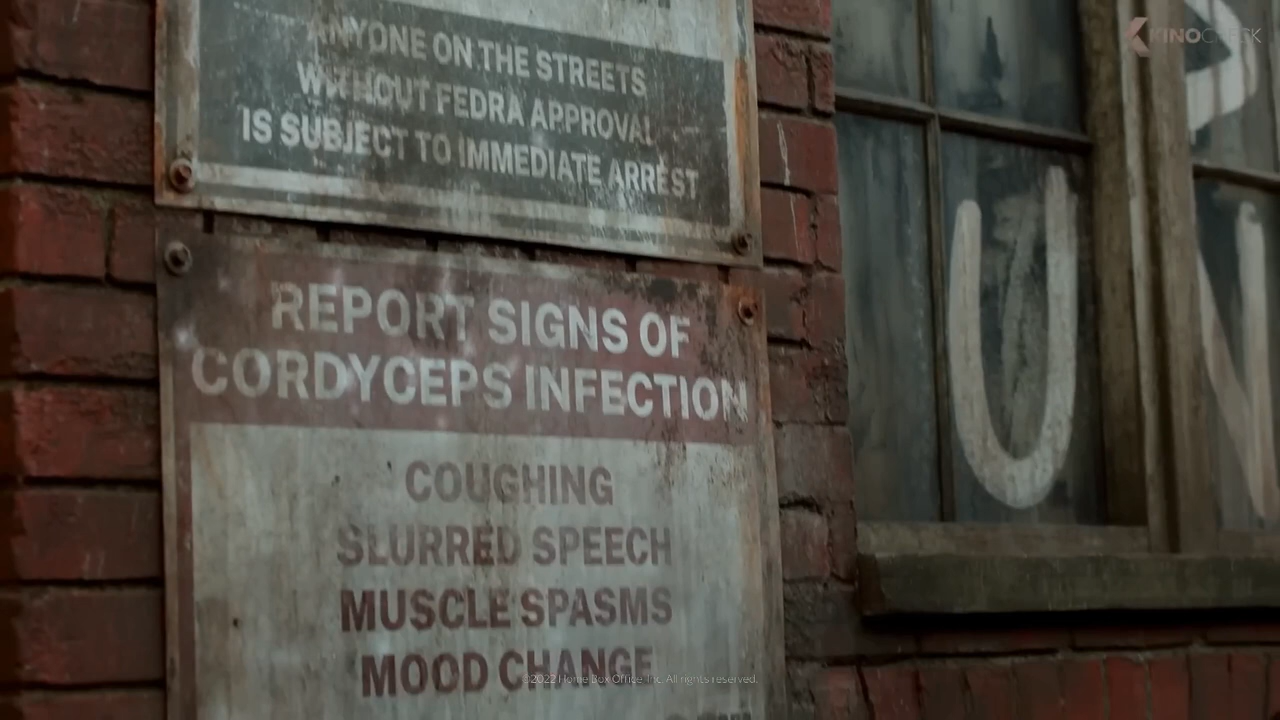 ANYONE ON THE STREETS
WITHOUT FEDRA APPROVAL
IS SUBJECT TO IMMEDIATE ARREST
REPORT SIGNS OF
CORDYCEPS INFECTION
COUGHING
SLURRED SPEECH
MUSCLE SPASMS
MOOD CHANGE
U
N
KINOCHECK
©2022 Home Box Office, Inc. All rights reserved.